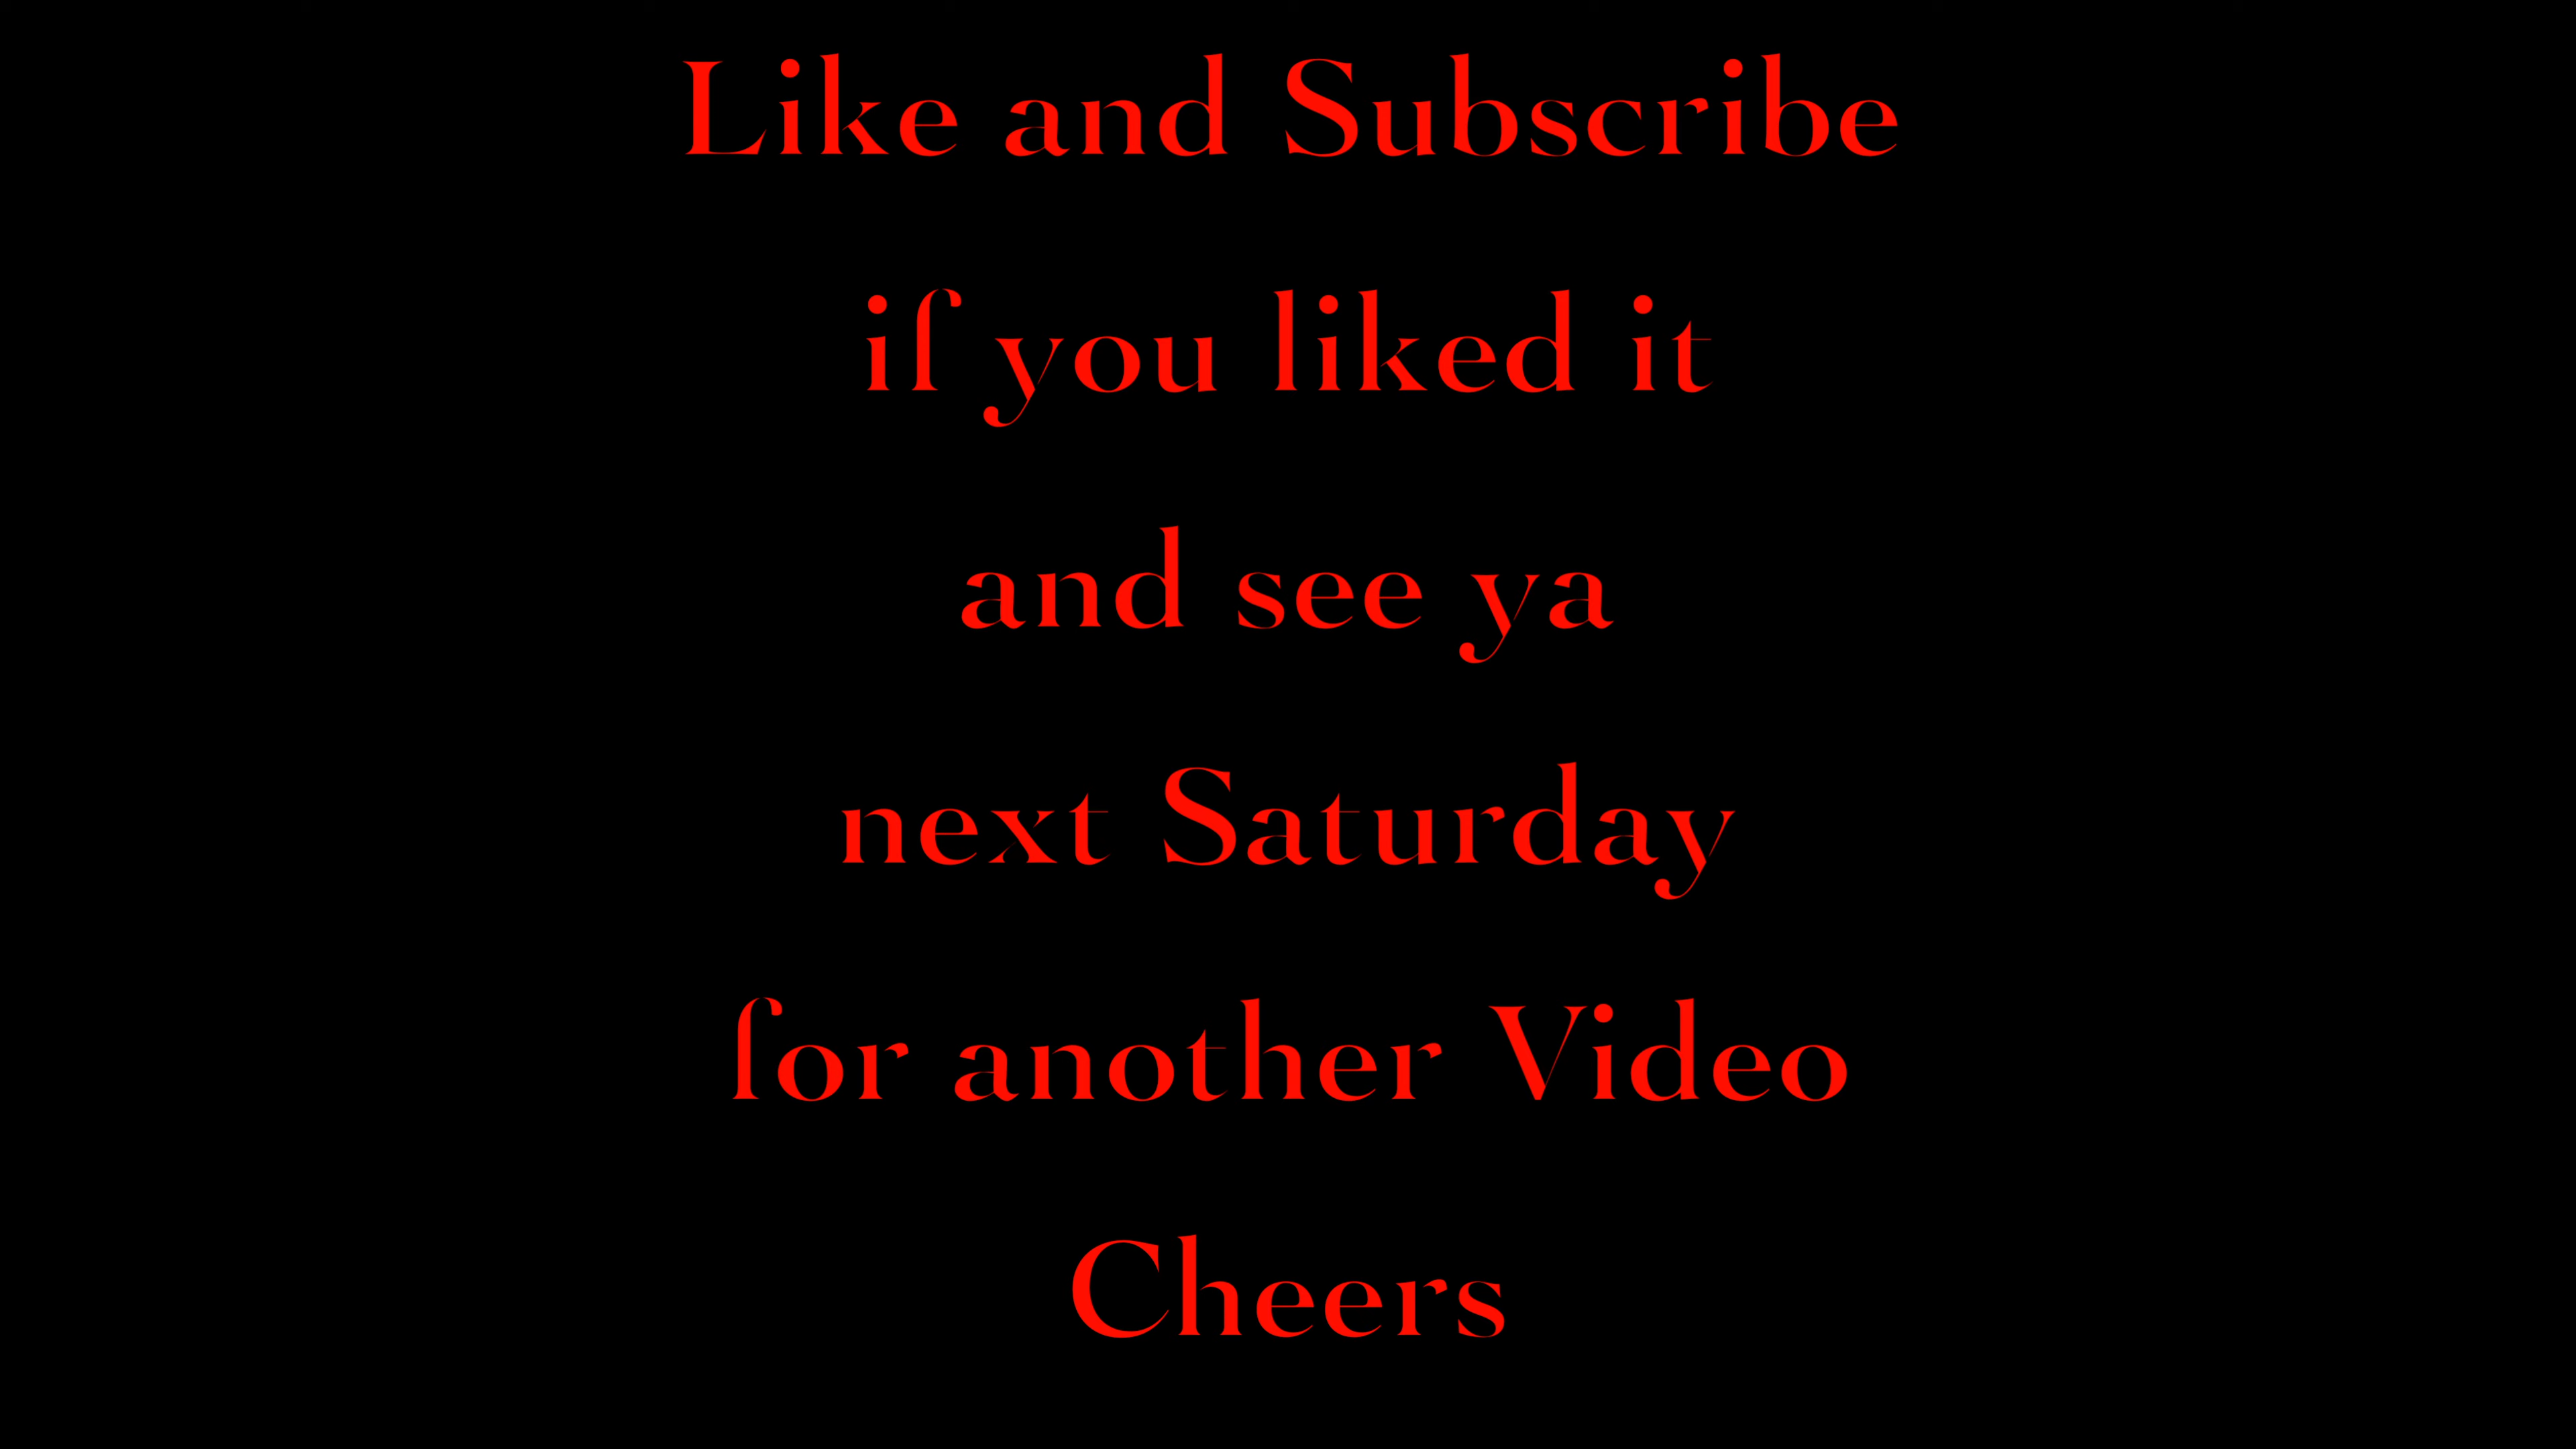 Like and Subscribe
if you liked it
and see ya
next Saturday
for another Video
Cheers